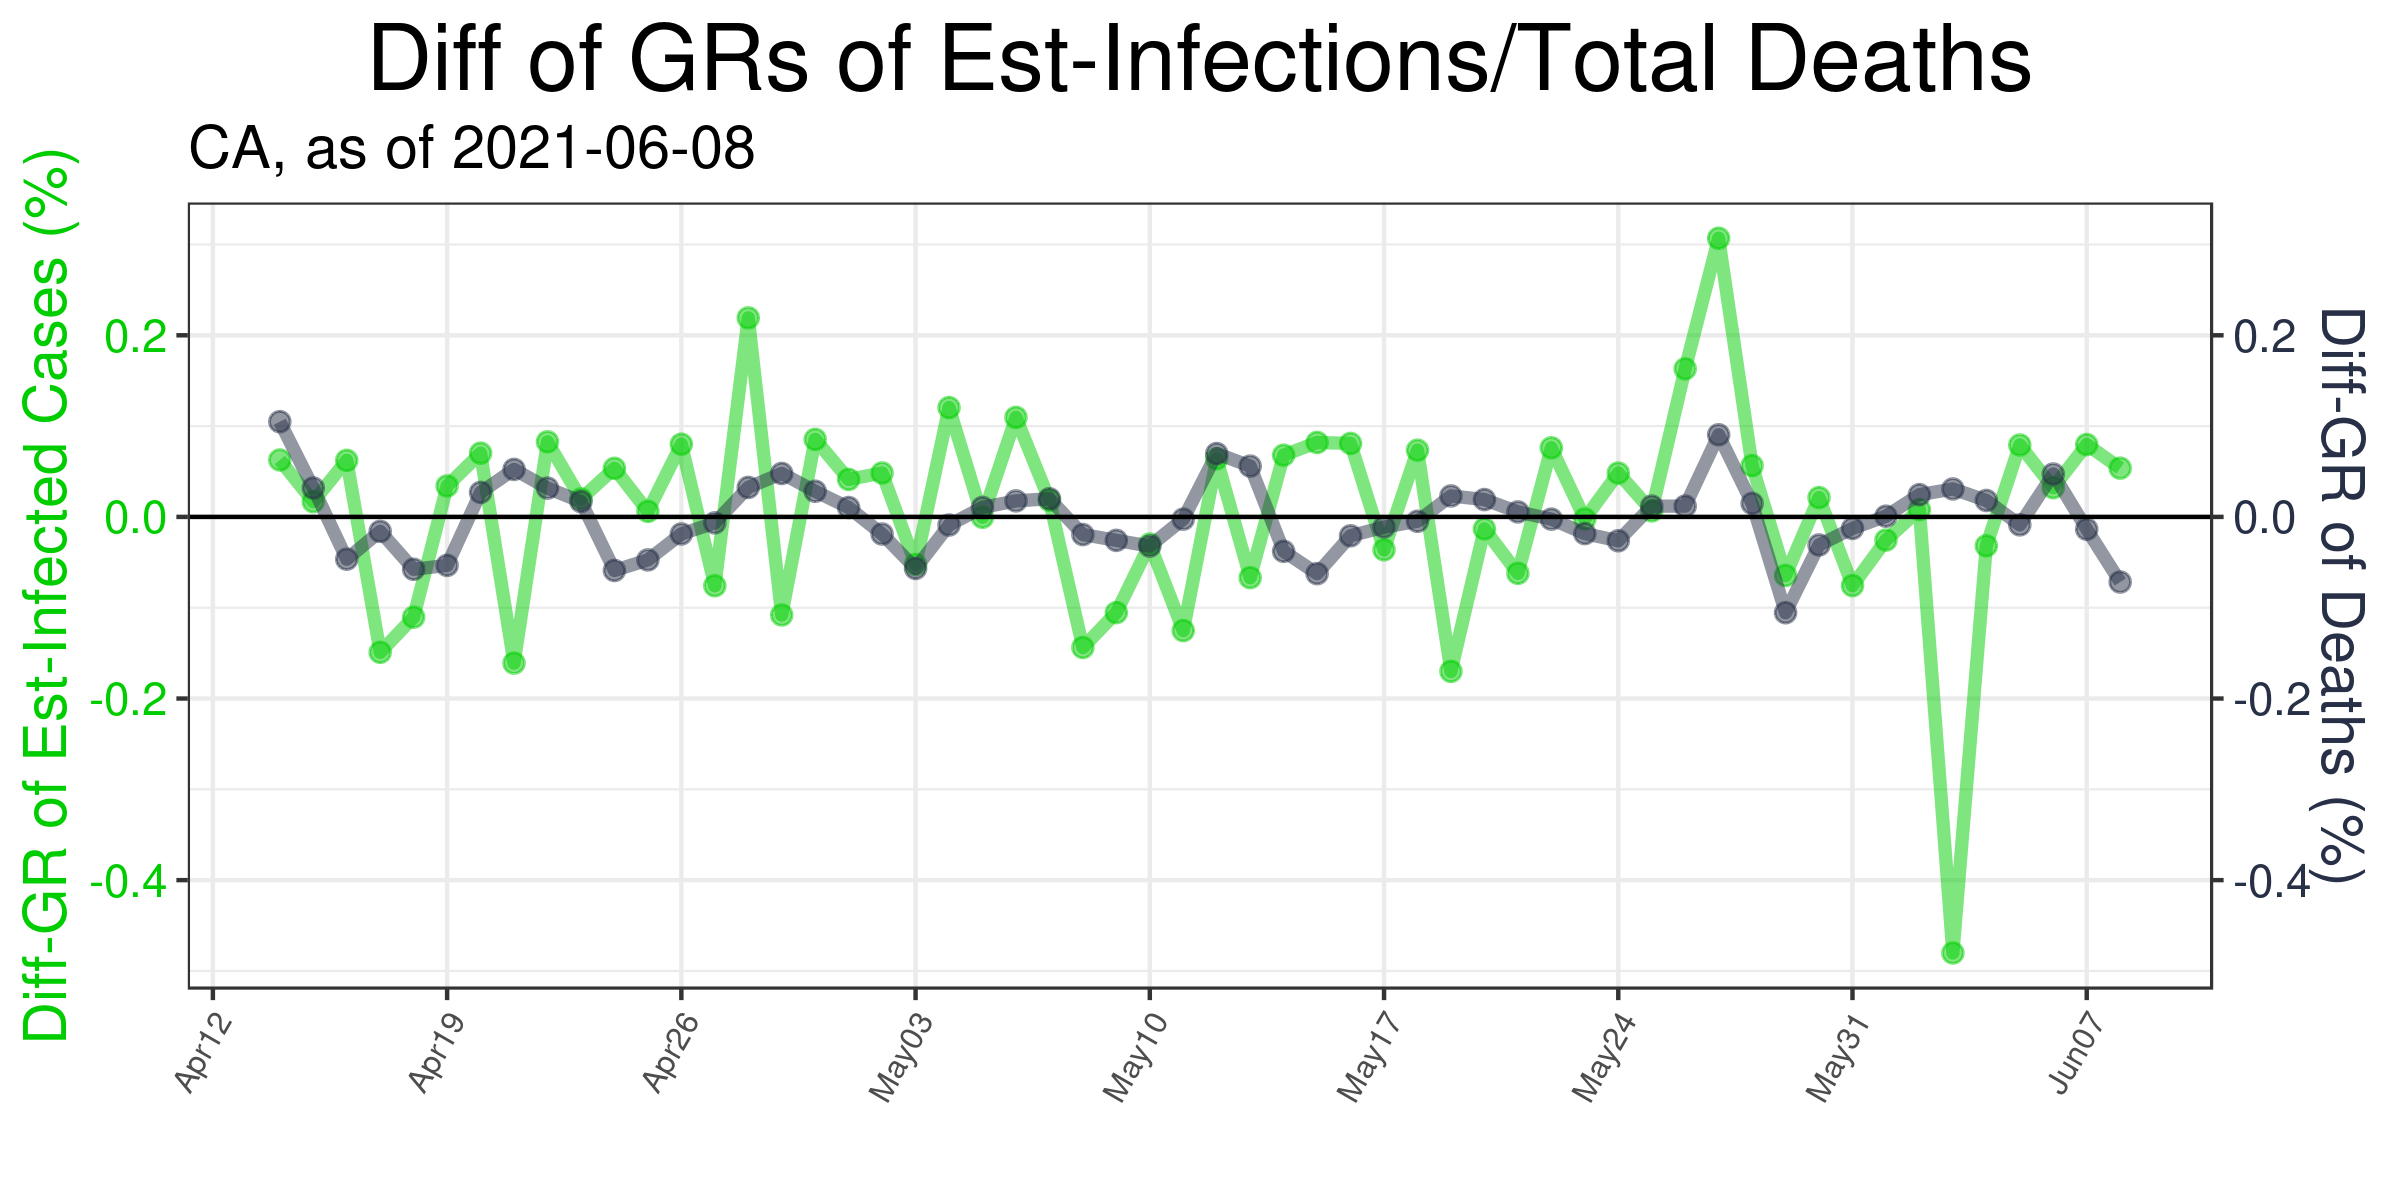 Diff of GRs of Est-Infections/Total Deaths
CA, as of 2021-06-08
Diff-GR of Est-Infected Cases (%)
0.2
0.0
-0.2
-0.4
0.2
0.0
-0.2
-0.4
Diff-GR of Deaths (%)
Apr12
Apr19
Apr26
May03
May10
May17
May24
May31
Jun07